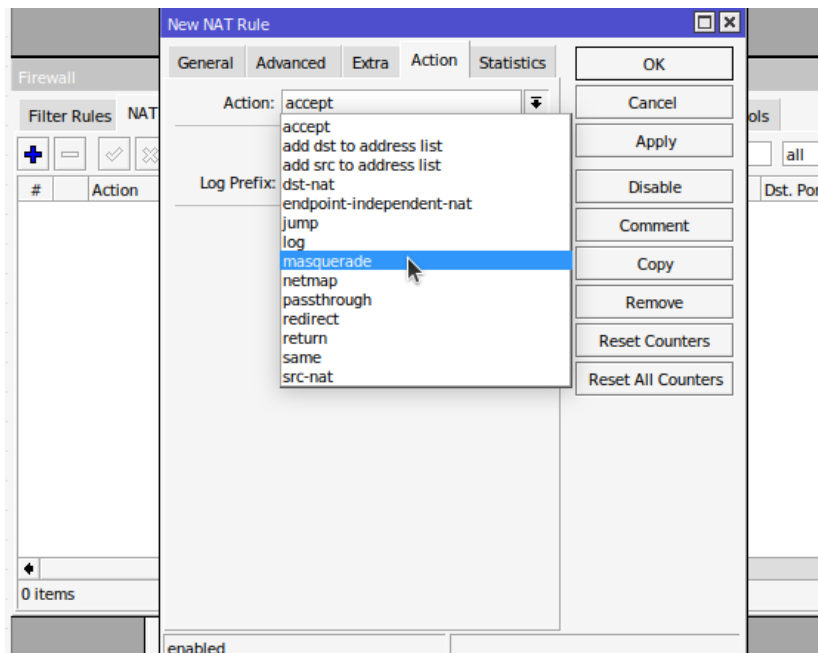 New NAT Rule
General Advanced Extra Action Statistics
OK
Firewall
Action: accept
Cancel
Filter Rules NAT
ols
accept
add dst to address list
Apply
all
add src to address list
Log Prefix:
dst-nat
Disable
# Action
Dst. Por
endpoint-independent-nat
jump
Comment
log
masquerade
Copy
netmap
passthrough
Remove
redirect
return
Reset Counters
same
src-nat
Reset All Counters
0 items
enabled